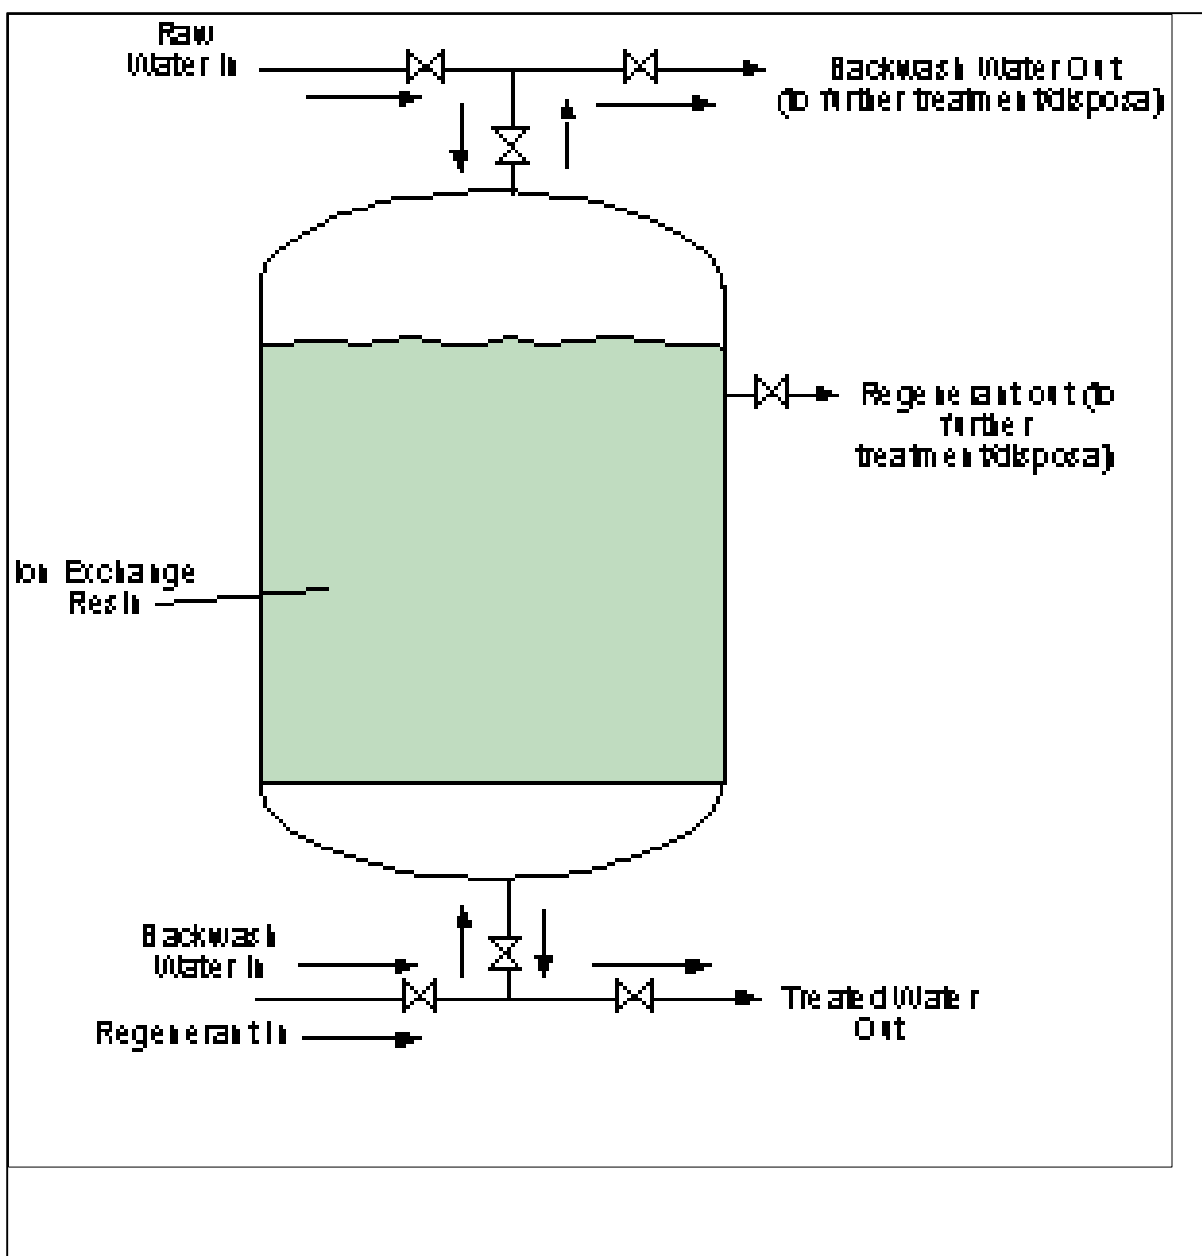 Raw
Water In
Backwash Water Out
(to further treatment/disposal)
Regenerant out (to
further
treatment/disposal)
Ion Exchange
Resin
Backwash
Water In
Regenerant In
Treated Water
Out